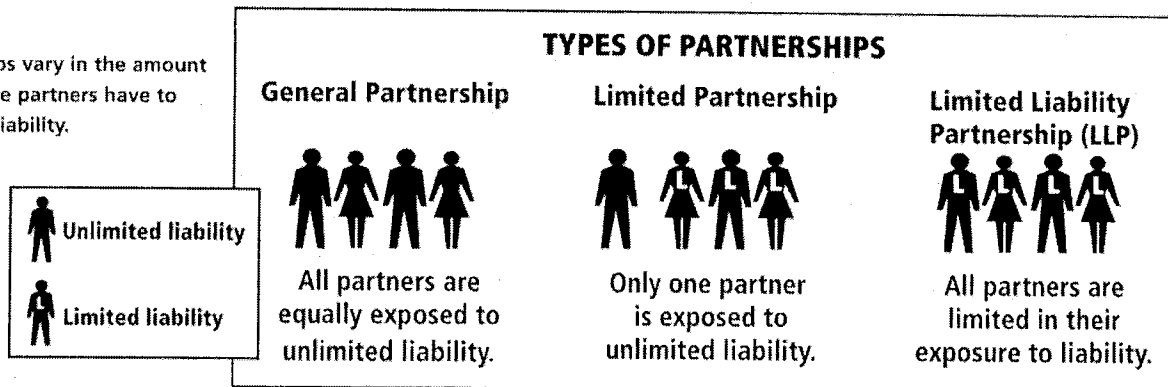 vary in the amount
partners have to
TYPES OF PARTNERSHIPS
General Partnership
All partners are
equally exposed to
unlimited liability.
Limited Partnership
L L L
Only one partner
is exposed to
unlimited liability.
Limited Liability
Partnership (LLP)
L L L L
All partners are
limited in their
exposure to liability.
Unlimited liability
L
Limited liability